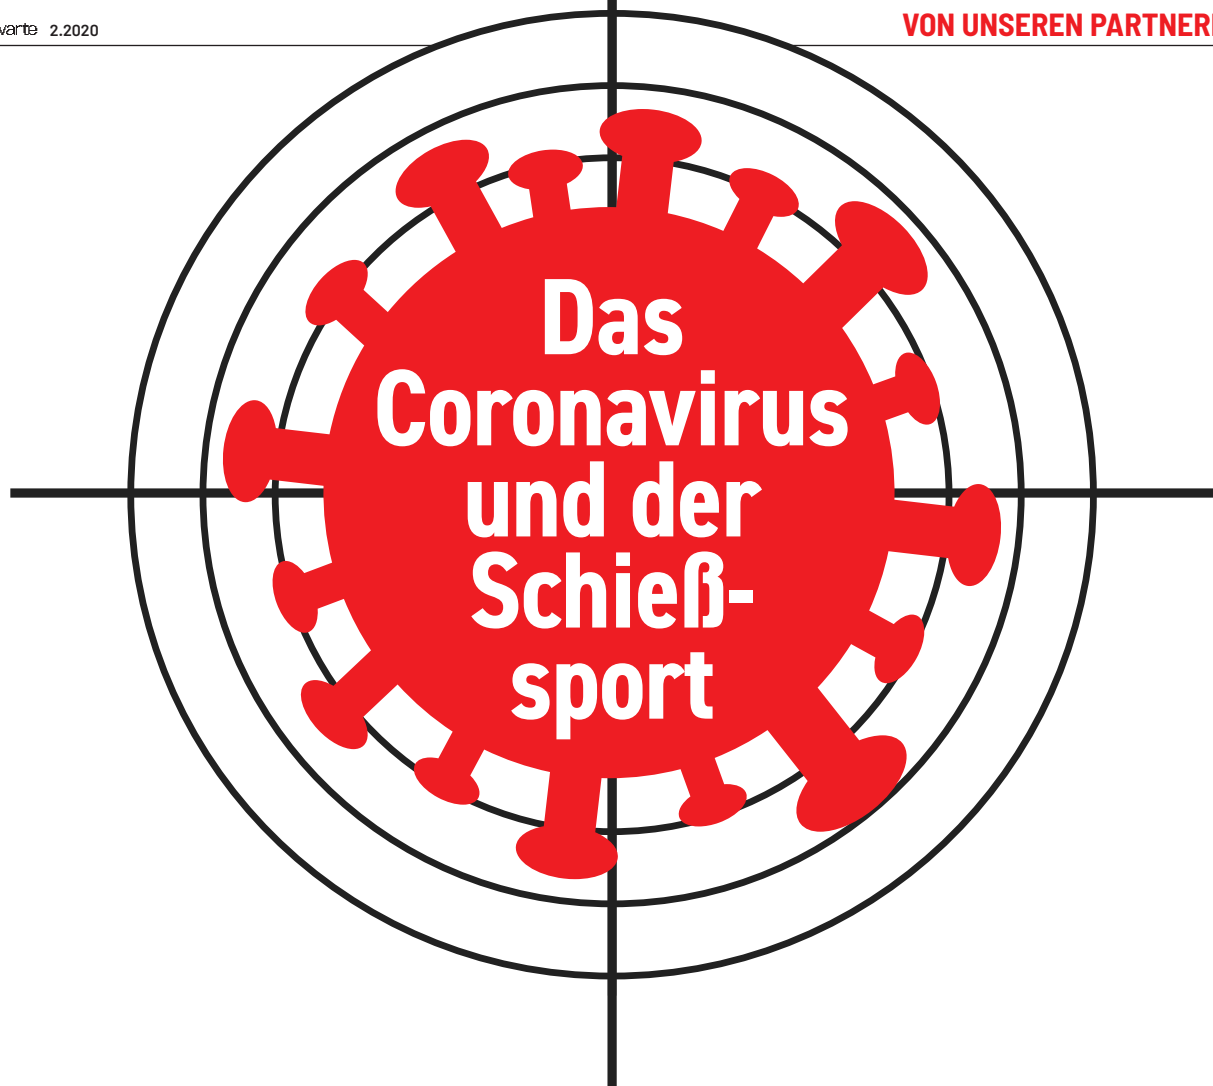 varte 2.2020
VON UNSEREN PARTNER
Das
Coronavirus
und der
Schieß-
sport